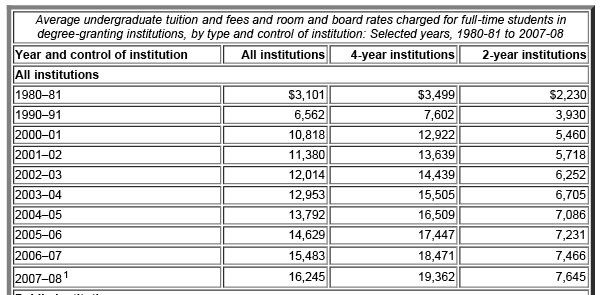 Average undergraduate tuition and fees and room and board rates charged for full-time students in
degree-granting institutions, by type and control of institution: Selected years, 1980-81 to 2007-08
Year and control of institution All institutions 4-year institutions 2-year institutions
All institutions
1980–81 $3,101 $3,499 $2,230
1990–91 6,562 7,602 3,930
2000–01 10,818 12,922 5,460
2001–02 11,380 13,639 5,718
2002–03 12,014 14,439 6,252
2003–04 12,953 15,505 6,705
2004–05 13,792 16,509 7,086
2005–06 14,629 17,447 7,231
2006–07 15,483 18,471 7,466
2007–08 1 16,245 19,362 7,645